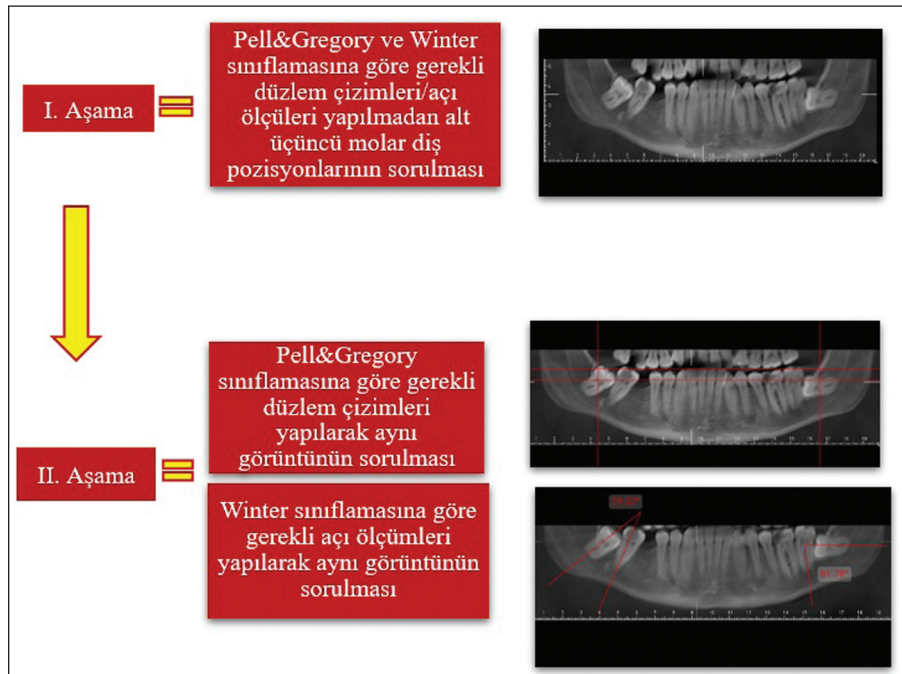 I. Aşama
Pell&Gregory ve Winter
sınıflamasına göre gerekli
düzlem çizimleri/açı
ölçüleri yapılmadan alt
üçüncü molar diş
pozisyonlarının sorulması
II. Aşama
Pell&Gregory
sınıflamasına göre gerekli
düzlem çizimleri
yapılarak aynı
görüntünün sorulması
Winter sınıflamasına göre
gerekli açı ölçümleri
yapılarak aynı görüntünün
sorulması